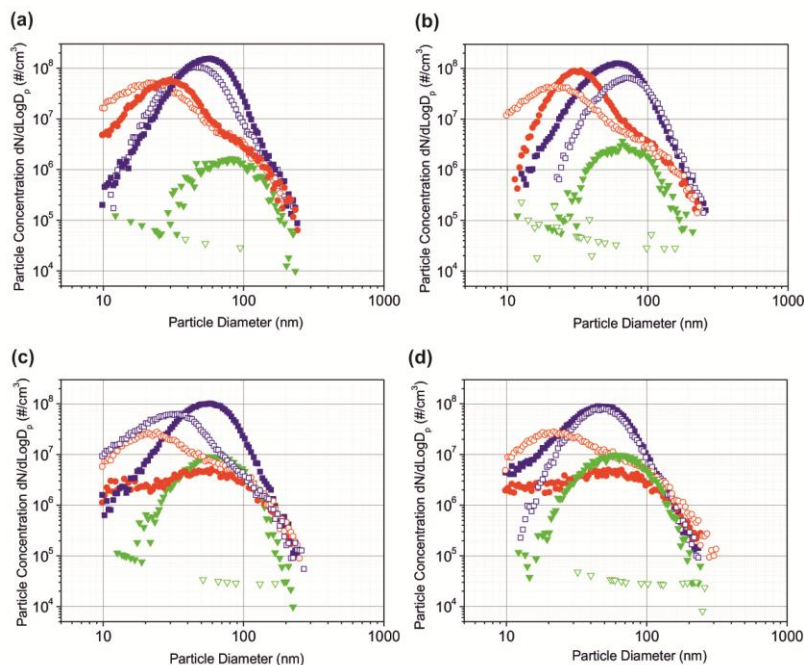 (a)
(b)
Particle Concentration dN/dLogD_p (#/cm³)
10⁸
10⁷
10⁶
10⁵
10⁴
10
100
1000
Particle Diameter (nm)
Particle Concentration dN/dLogD_p (#/cm³)
10⁸
10⁷
10⁶
10⁵
10⁴
10
100
1000
Particle Diameter (nm)
(c)
(d)
Particle Concentration dN/dLogD_p (#/cm³)
10⁸
10⁷
10⁶
10⁵
10⁴
10
100
1000
Particle Diameter (nm)
Particle Concentration dN/dLogD_p (#/cm³)
10⁸
10⁷
10⁶
10⁵
10⁴
10
100
1000
Particle Diameter (nm)